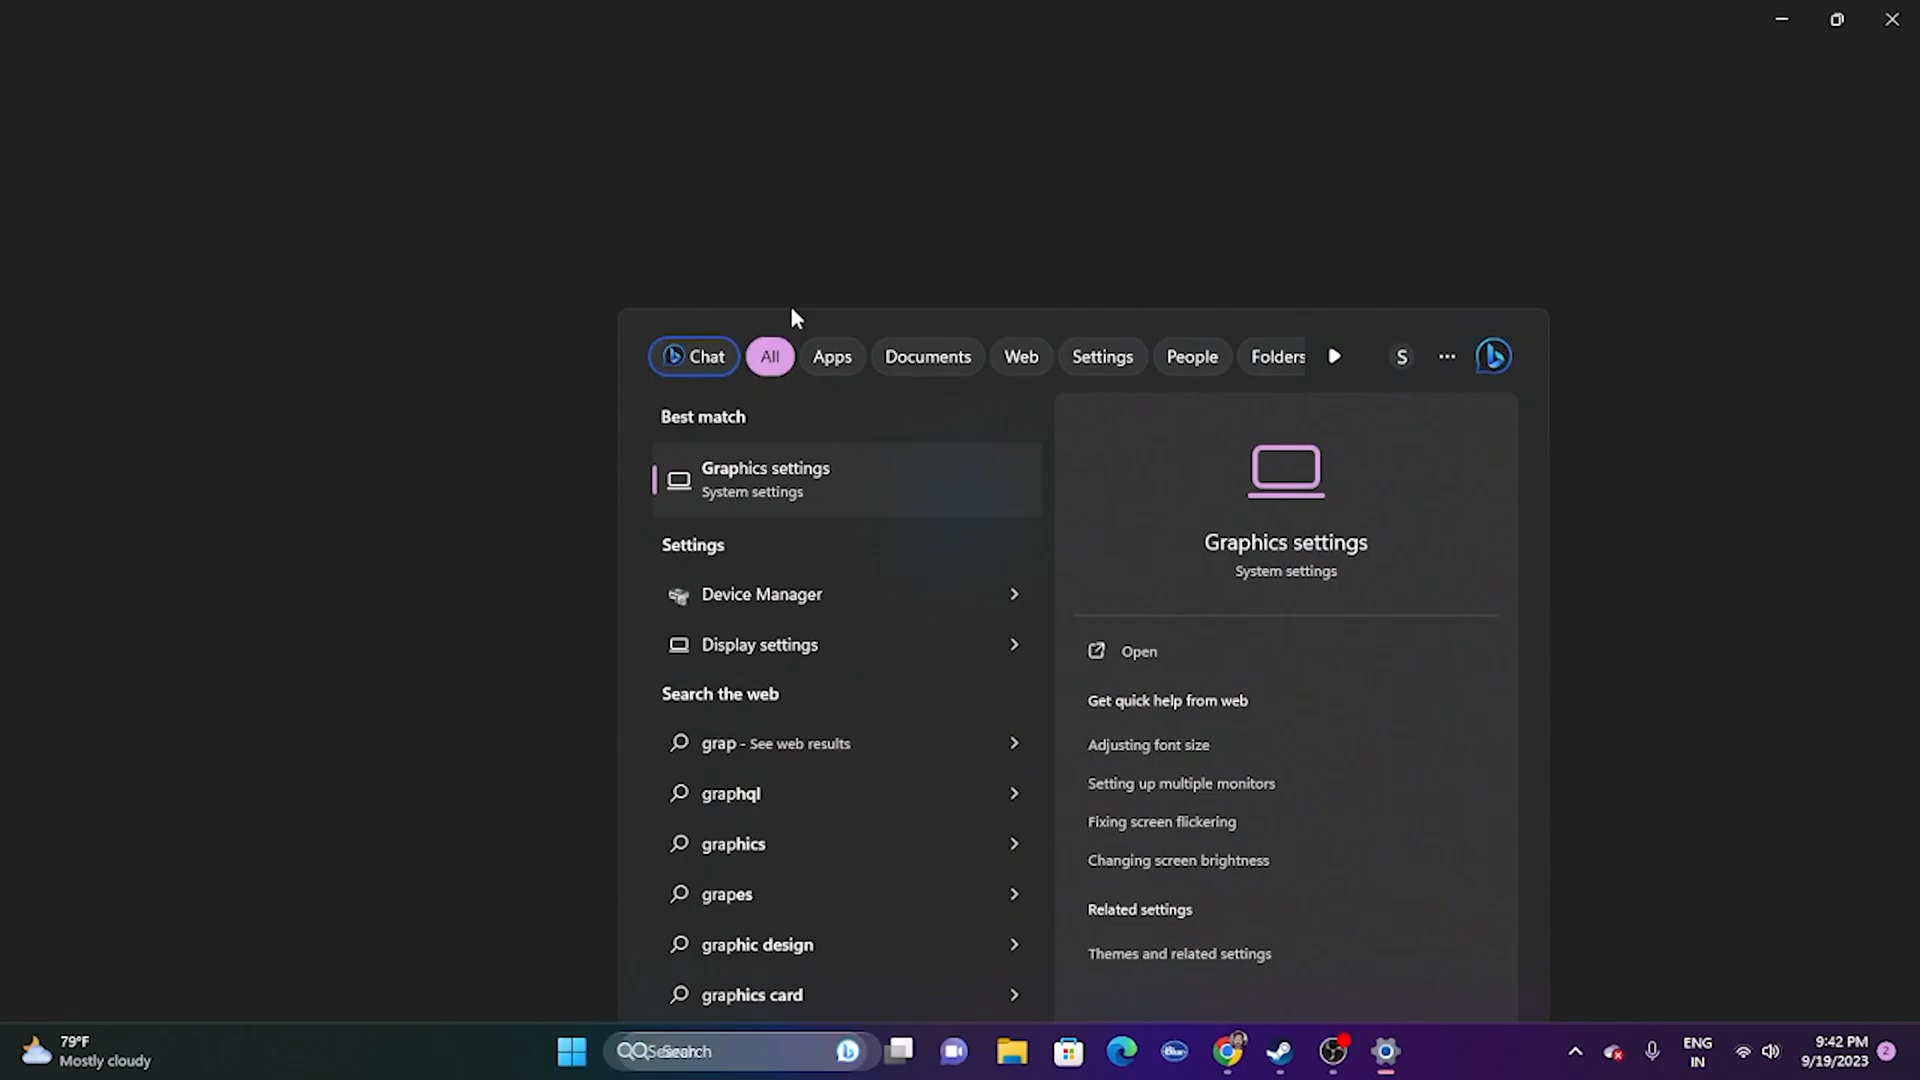 Chat All Apps Documents Web Settings People Folders S
Best match
Graphics settings
System settings
Settings
Device Manager
Display settings
Search the web
grap - See web results
graphql
graphics
grapes
graphic design
graphics card
Graphics settings
System settings
Open
Get quick help from web
Adjusting font size
Setting up multiple monitors
Fixing screen flickering
Changing screen brightness
Related settings
Themes and related settings
79°F
Mostly cloudy
Search
Blue
ENG
IN
9:42 PM
9/19/2023
2